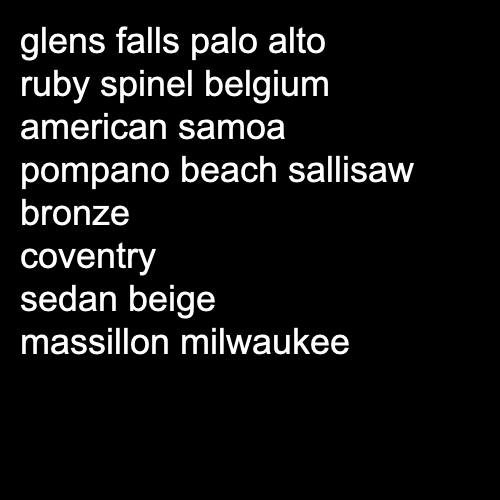 glens falls palo alto
ruby spinel belgium
american samoa
pompano beach sallisaw
bronze
coventry
sedan beige
massillon milwaukee